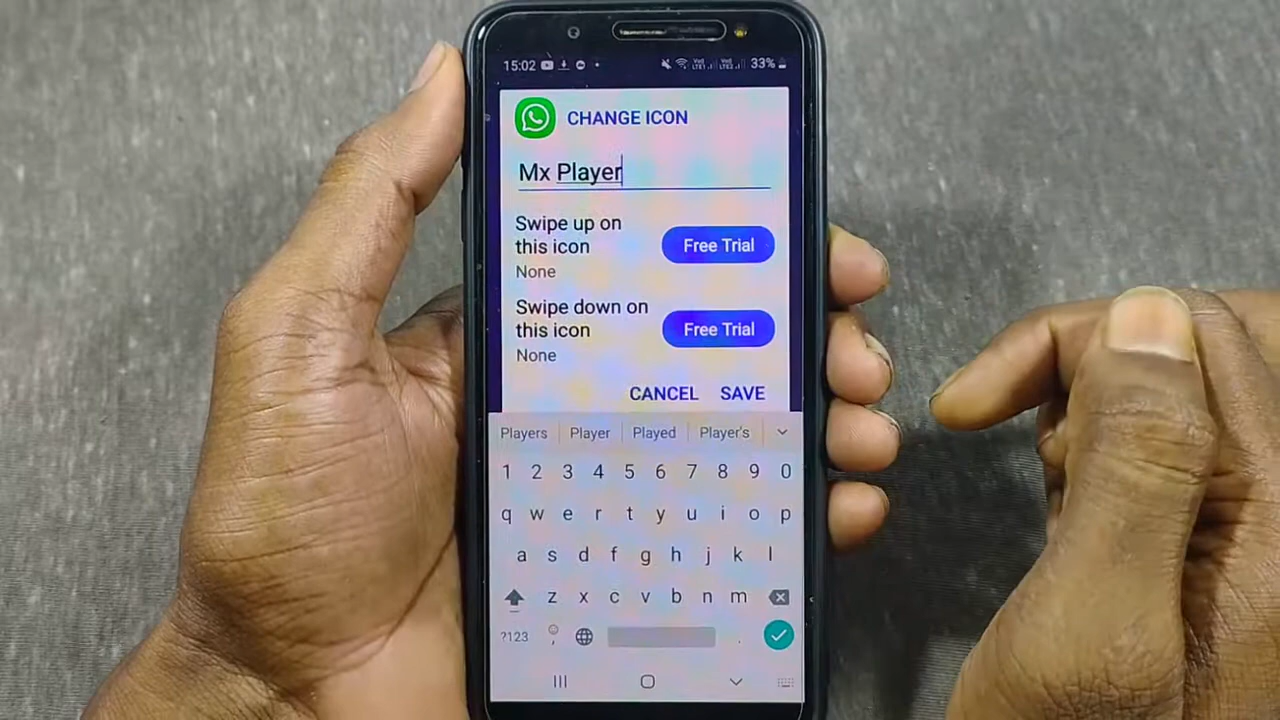 15:02 33%
CHANGE ICON
Mx Player
Swipe up on
this icon
Free Trial
None
Swipe down on
this icon
Free Trial
None
CANCEL SAVE
Players Player Played Player's
1 2 3 4 5 6 7 8 9 0
q w e r t y u i o p
a s d f g h j k l
z x c v b n m
?123 , .